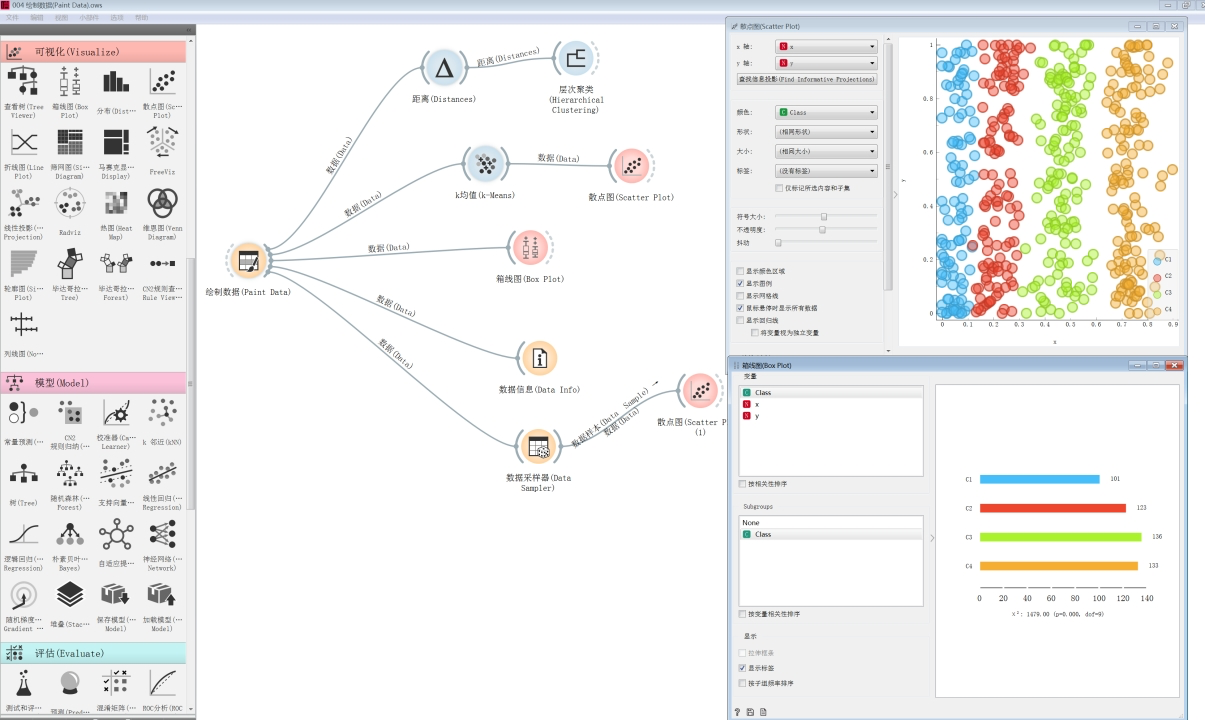 004 绘制数据(Paint Data).ows
文件 编辑 视图 小部件 选项 帮助
可视化(Visualize)
查看树(Tree Viewer)
箱线图(Box Plot)
分布(Dist…
散点图(Sc… Plot)
折线图(Line Plot)
筛网图(Si… Diagram)
马赛克显… Display)
FreeViz
线性投影(… Projection)
Radviz
热图(Heat Map)
维恩图(Venn Diagram)
轮廓图(Si… Plot)
毕达哥拉… Tree)
毕达哥拉… Forest)
CN2规则查… Rule View…
列线图(No…
模型(Model)
常量预测(…
CN2 规则归纳(…
校准器(Ca… Learner)
k 邻近(kNN)
树(Tree)
随机森林(… Forest)
支持向量…
线性回归(… Regression)
逻辑回归(… Regression)
朴素贝叶… Bayes)
自适应提…
神经网络(… Network)
随机梯度… Gradient …
堆叠(Stac…
保存模型(… Model)
加载模型(… Model)
评估(Evaluate)
测试和评…
预测(Pred…
混淆矩阵(…
ROC分析(ROC
绘制数据(Paint Data)
数据(Data)
距离(Distances)
距离(Distances)
层次聚类
(Hierarchical
Clustering)
数据(Data)
k均值(k-Means)
数据(Data)
散点图(Scatter Plot)
数据(Data)
箱线图(Box Plot)
数据(Data)
数据信息(Data Info)
数据(Data)
数据采样器(Data
Sampler)
数据样本(Data Sample) →
数据(Data)
散点图(Scatter P
(1)
散点图(Scatter Plot)
x 轴: N x
y 轴: N y
查找信息投影(Find Informative Projections)
颜色: C Class
形状: (相同形状)
大小: (相同大小)
标签: (没有标签)
仅标记所选内容和子集
符号大小:
不透明度:
抖动
显示颜色区域
显示图例
显示网格线
鼠标悬停时显示所有数据
显示回归线
将变量视为独立变量
1
0.8
0.6
0.4
0.2
0
y
0 0.1 0.2 0.3 0.4 0.5 0.6 0.7 0.8 0.9
x
C1
C2
C3
C4
箱线图(Box Plot)
变量
C Class
N x
N y
按相关性排序
Subgroups
None
C Class
按变量相关性排序
显示
拉伸框条
显示标签
按子组频率排序
C1 101
C2 123
C3 136
C4 133
0 20 40 60 80 100 120 140
χ²: 1479.00 (p=0.000, dof=9)